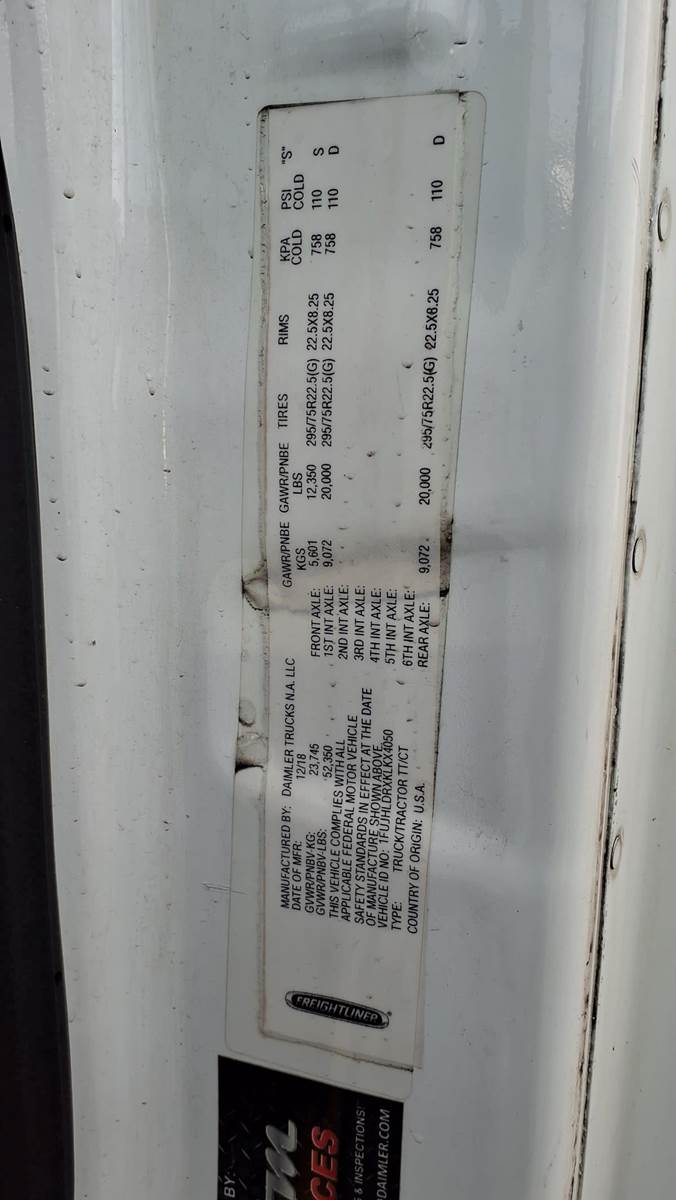 FREIGHTLINER
MANUFACTURED BY: DAIMLER TRUCKS N.A. LLC
DATE OF MFR: 12/18
GVWR/PNBV-KG: 23,745
GVWR/PNBV-LBS: 52,350
THIS VEHICLE COMPLIES WITH ALL
APPLICABLE FEDERAL MOTOR VEHICLE
SAFETY STANDARDS IN EFFECT AT THE DATE
OF MANUFACTURE SHOWN ABOVE
VEHICLE ID NO: 1FUJHLDRXKLKX4050
TYPE: TRUCK/TRACTOR TT/CT
COUNTRY OF ORIGIN: U.S.A.
GAWR/PNBE GAWR/PNBE TIRES RIMS KPA PSI "S"
KGS LBS COLD COLD
FRONT AXLE: 5,601 12,350 295/75R22.5(G) 22.5X8.25 758 110 S
1ST INT AXLE: 9,072 20,000 295/75R22.5(G) 22.5X8.25 758 110 D
2ND INT AXLE:
3RD INT AXLE:
4TH INT AXLE:
5TH INT AXLE:
6TH INT AXLE:
REAR AXLE: 9,072 20,000 295/75R22.5(G) 22.5X8.25 758 110 D
BY:
CES
& INSPECTIONS!
DAIMLER.COM